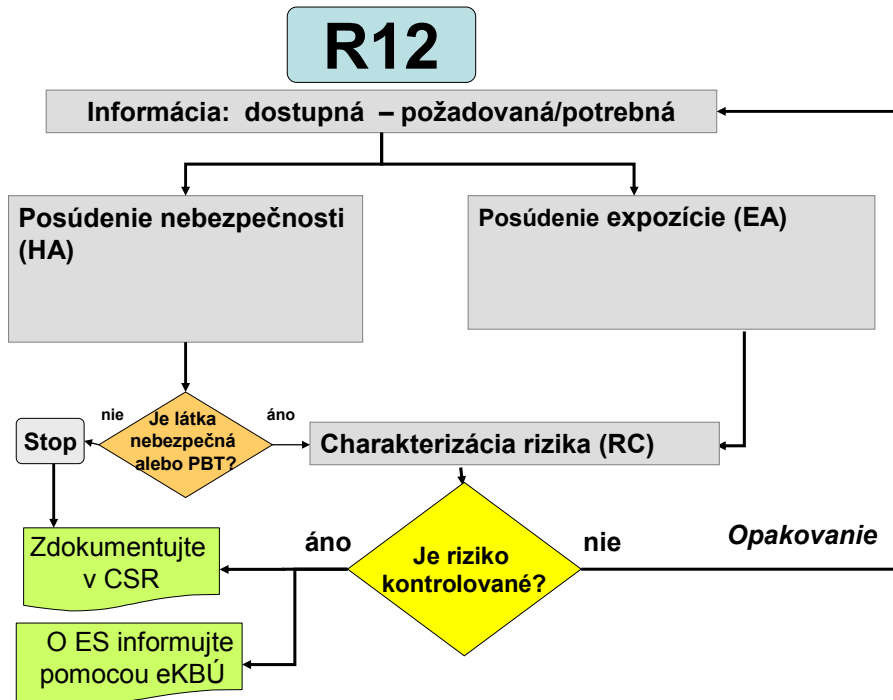 R12
Informácia: dostupná – požadovaná/potrebná
Posúdenie nebezpečnosti
(HA)
Posúdenie expozície (EA)
nie
Je látka
nebezpečná
alebo PBT?
áno
Stop
Charakterizácia rizika (RC)
Zdokumentujte
v CSR
áno
Je riziko
kontrolované?
nie
Opakovanie
O ES informujte
pomocou eKBÚ